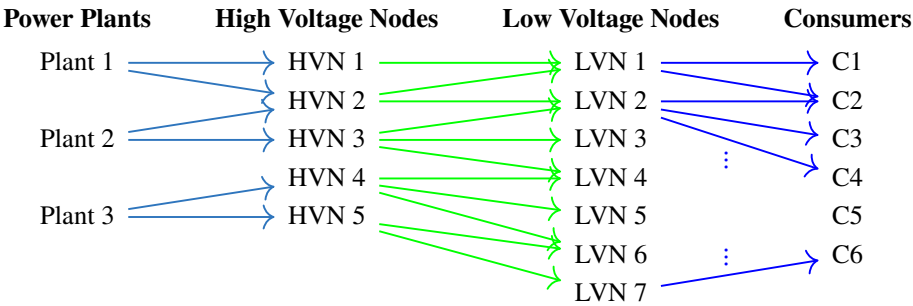 Power Plants High Voltage Nodes Low Voltage Nodes Consumers
Plant 1 HVN 1 LVN 1 C1
HVN 2 LVN 2 C2
Plant 2 HVN 3 LVN 3 C3
HVN 4 LVN 4 C4
Plant 3 HVN 5 LVN 5 C5
LVN 6 C6
LVN 7